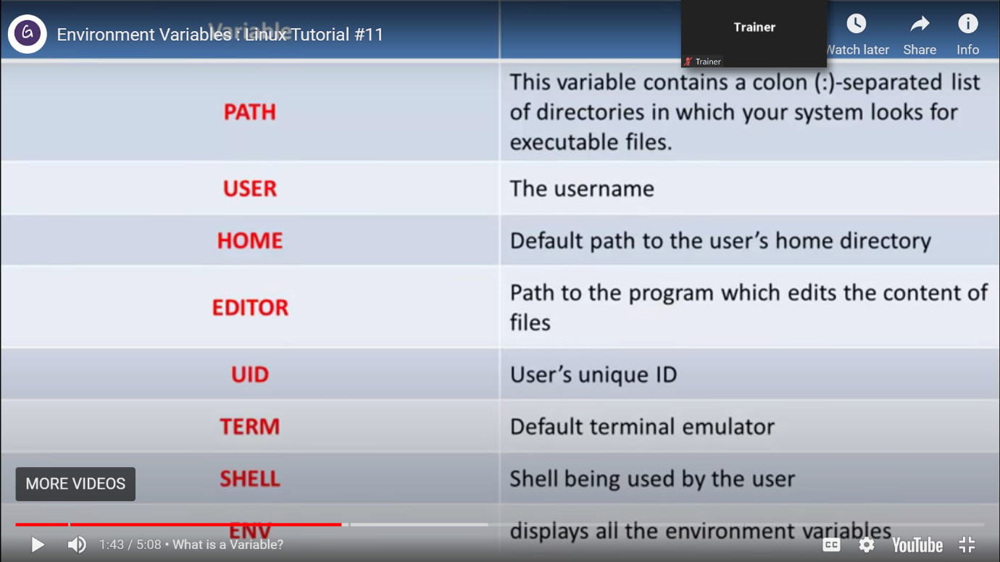 Environment Variables : Linux Tutorial #11
Variable
Trainer
Trainer
Watch later
Share
Info
PATH
This variable contains a colon (:)-separated list
of directories in which your system looks for
executable files.
USER
The username
HOME
Default path to the user’s home directory
EDITOR
Path to the program which edits the content of
files
UID
User’s unique ID
TERM
Default terminal emulator
SHELL
Shell being used by the user
MORE VIDEOS
ENV
displays all the environment variables
1:43 / 5:08 • What is a Variable?
CC
YouTube